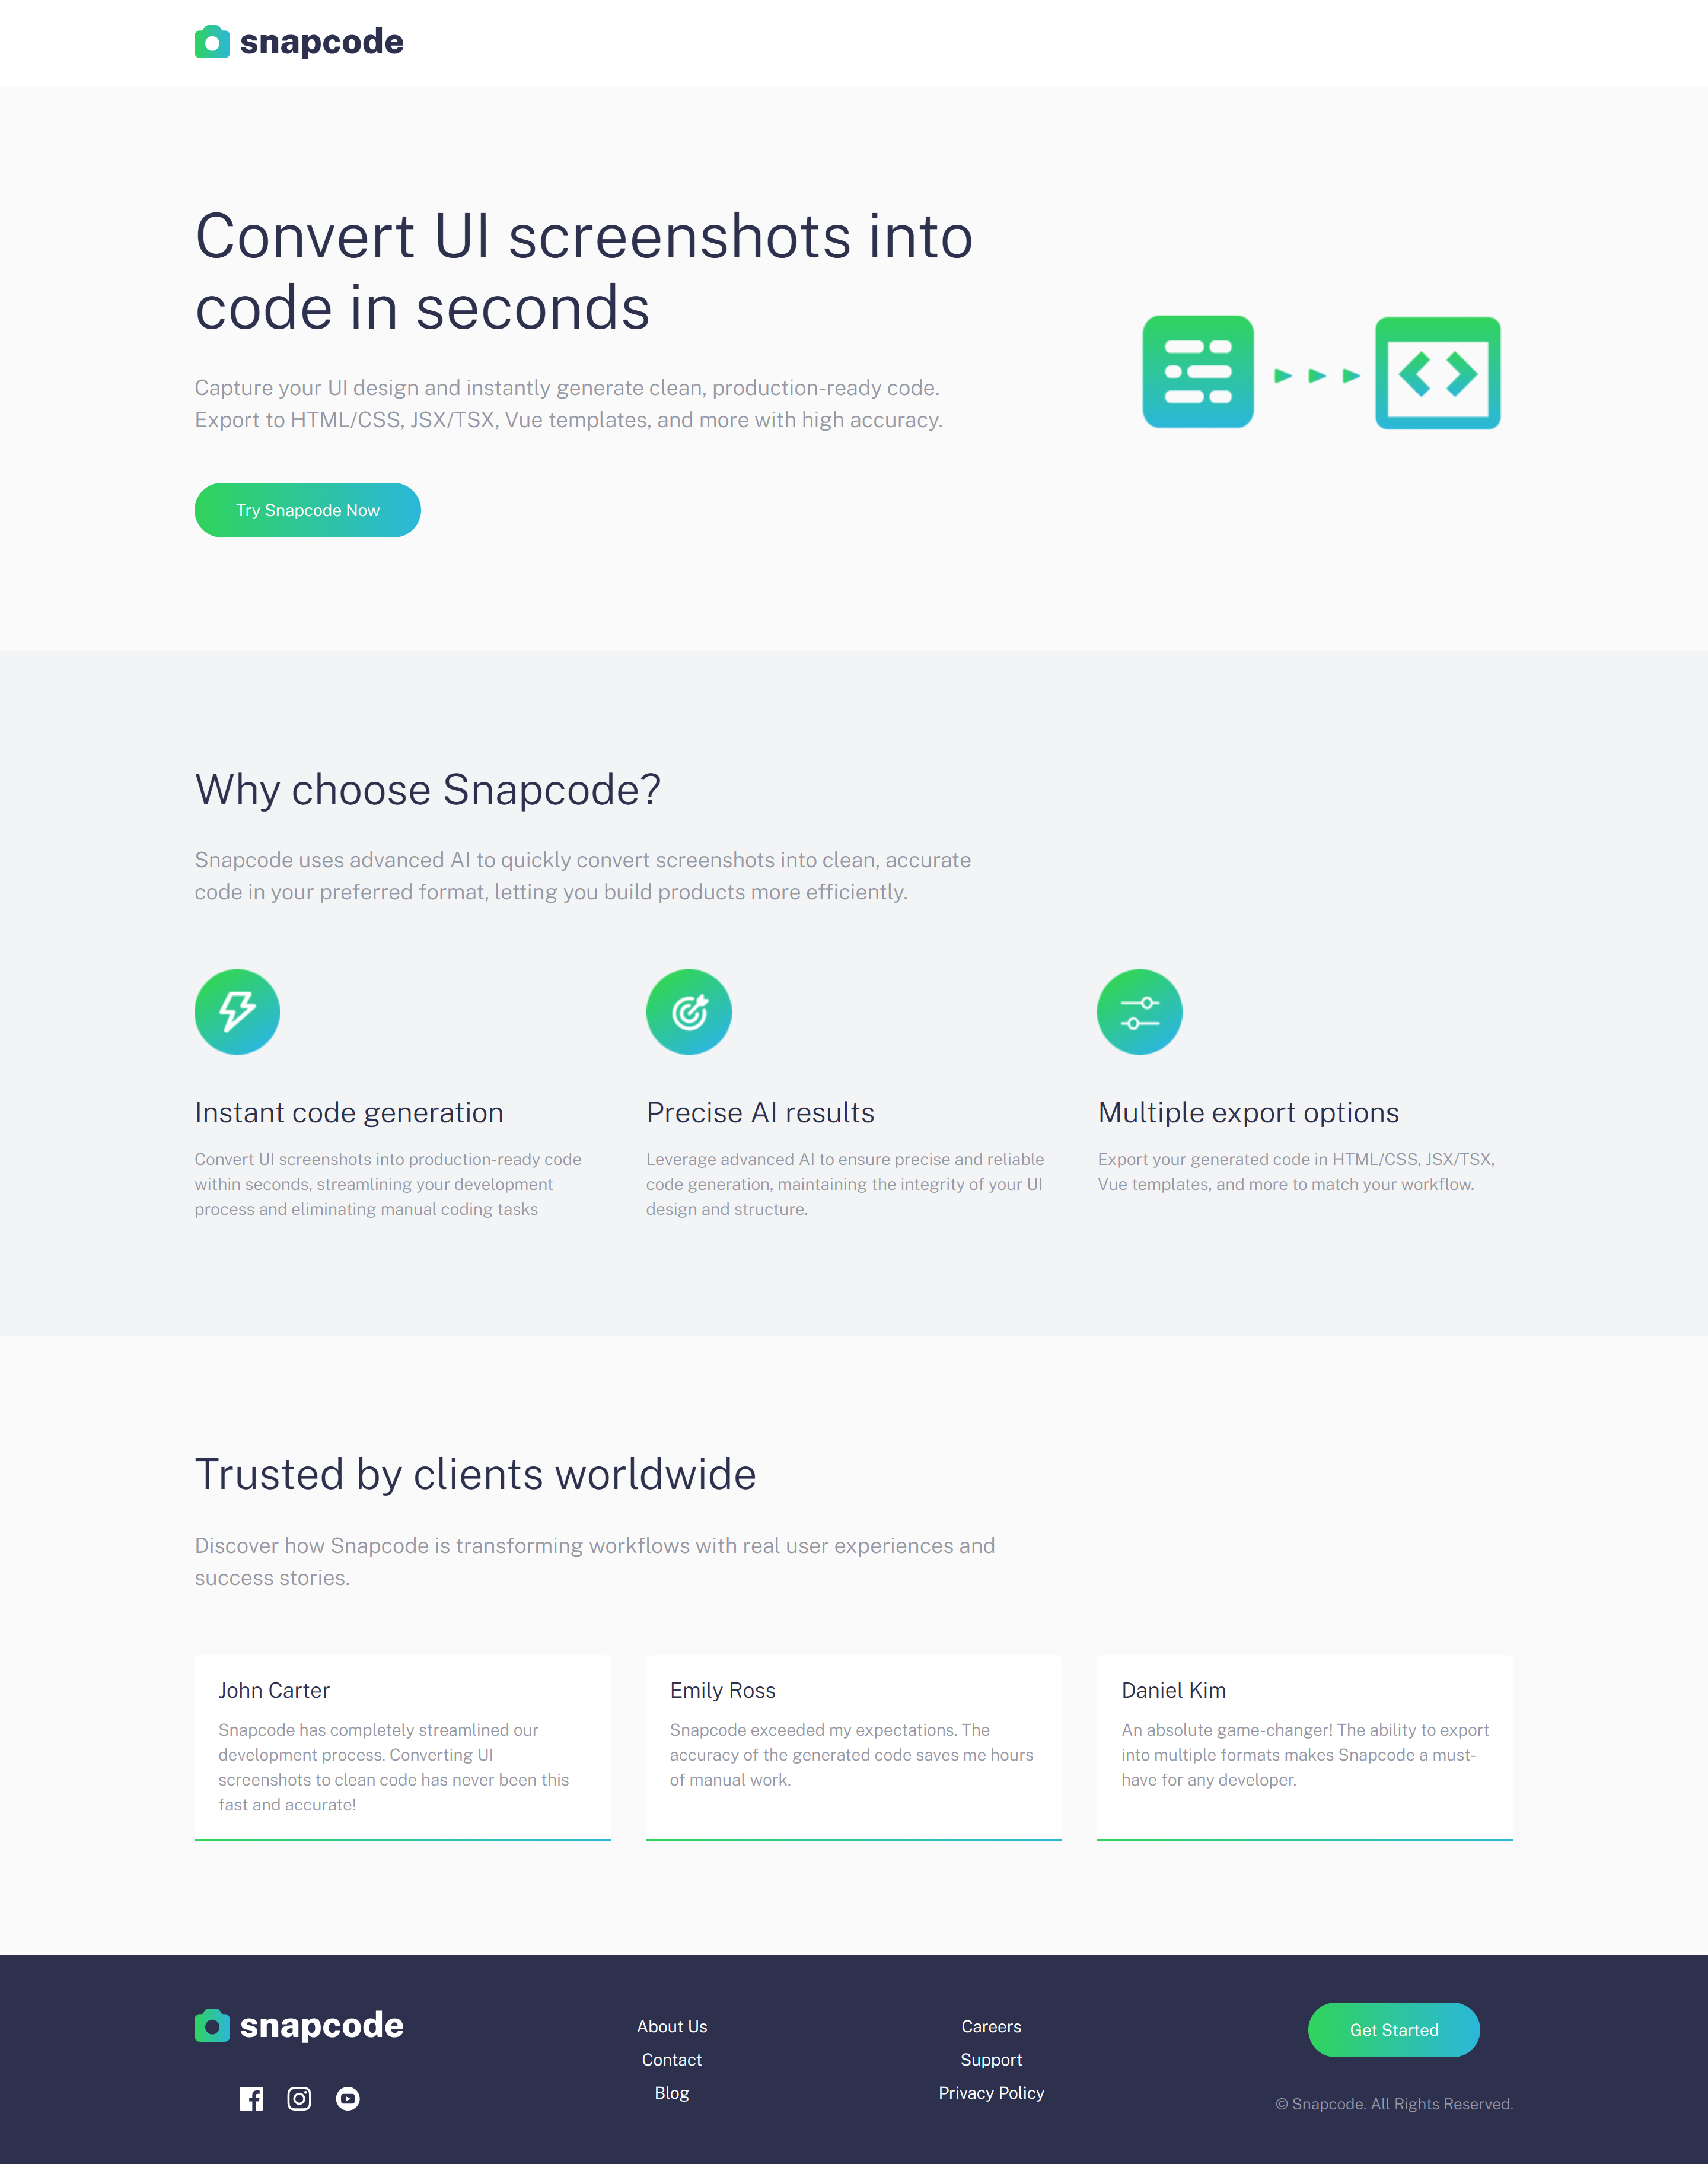 snapcode
Convert UI screenshots into
code in seconds
Capture your UI design and instantly generate clean, production-ready code.
Export to HTML/CSS, JSX/TSX, Vue templates, and more with high accuracy.
Try Snapcode Now
Why choose Snapcode?
Snapcode uses advanced AI to quickly convert screenshots into clean, accurate
code in your preferred format, letting you build products more efficiently.
Instant code generation
Convert UI screenshots into production-ready code
within seconds, streamlining your development
process and eliminating manual coding tasks
Precise AI results
Leverage advanced AI to ensure precise and reliable
code generation, maintaining the integrity of your UI
design and structure.
Multiple export options
Export your generated code in HTML/CSS, JSX/TSX,
Vue templates, and more to match your workflow.
Trusted by clients worldwide
Discover how Snapcode is transforming workflows with real user experiences and
success stories.
John Carter
Snapcode has completely streamlined our
development process. Converting UI
screenshots to clean code has never been this
fast and accurate!
Emily Ross
Snapcode exceeded my expectations. The
accuracy of the generated code saves me hours
of manual work.
Daniel Kim
An absolute game-changer! The ability to export
into multiple formats makes Snapcode a must-
have for any developer.
snapcode
About Us
Contact
Blog
Careers
Support
Privacy Policy
Get Started
© Snapcode. All Rights Reserved.